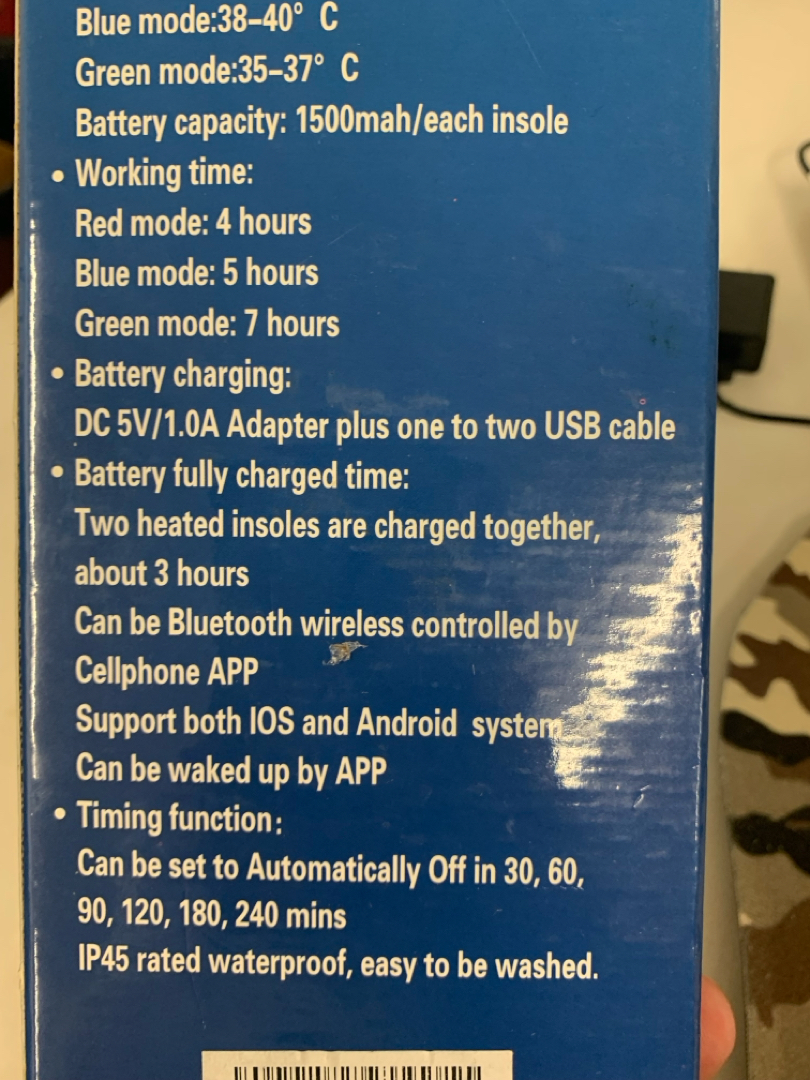 Blue mode:38–40° C
Green mode:35–37° C
Battery capacity: 1500mah/each insole
• Working time:
Red mode: 4 hours
Blue mode: 5 hours
Green mode: 7 hours
• Battery charging:
DC 5V/1.0A Adapter plus one to two USB cable
• Battery fully charged time:
Two heated insoles are charged together,
about 3 hours
Can be Bluetooth wireless controlled by
Cellphone APP
Support both IOS and Android system
Can be waked up by APP
• Timing function:
Can be set to Automatically Off in 30, 60,
90, 120, 180, 240 mins
IP45 rated waterproof, easy to be washed.